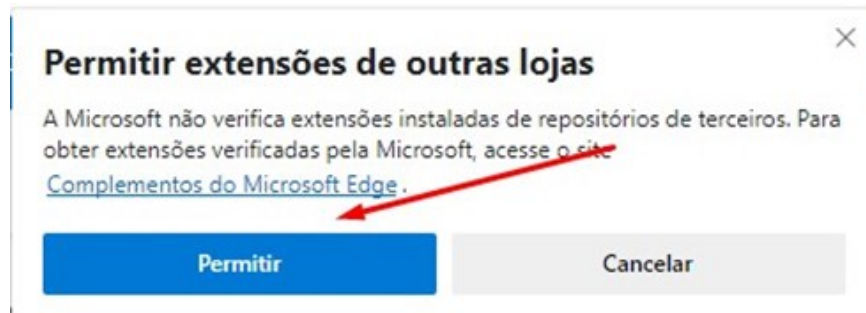 Permitir extensões de outras lojas
A Microsoft não verifica extensões instaladas de repositórios de terceiros. Para
obter extensões verificadas pela Microsoft, acesse o site
Complementos do Microsoft Edge.
Permitir
Cancelar